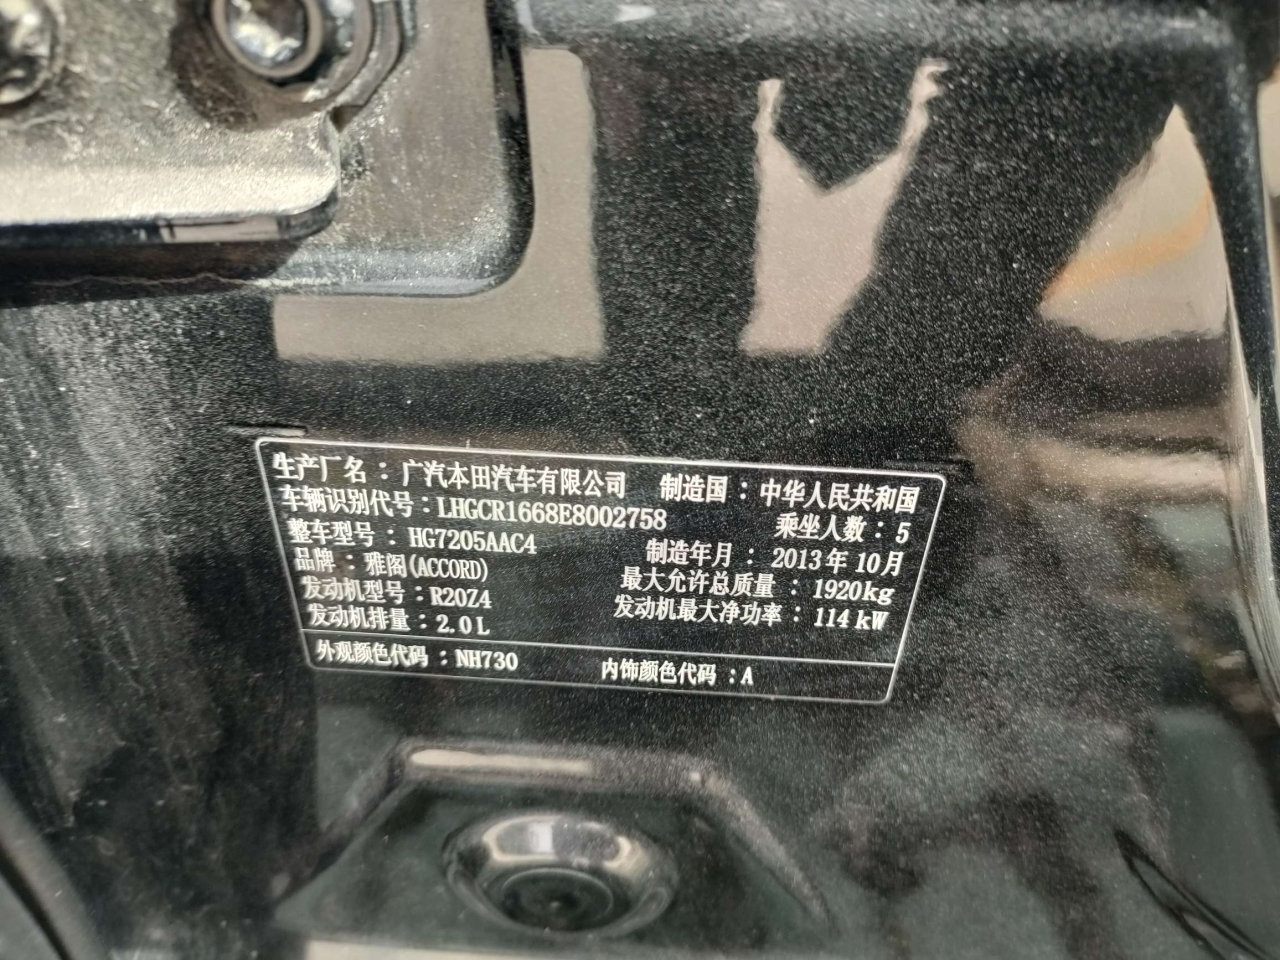 生产厂名：广汽本田汽车有限公司 制造国：中华人民共和国
车辆识别代号：LHGCR1668E8002758 乘坐人数：5
整车型号：HG7205AAC4 制造年月：2013年10月
品牌：雅阁(ACCORD) 最大允许总质量：1920kg
发动机型号：R20Z4 发动机最大净功率：114kW
发动机排量：2.0L
外观颜色代码：NH730 内饰颜色代码：A